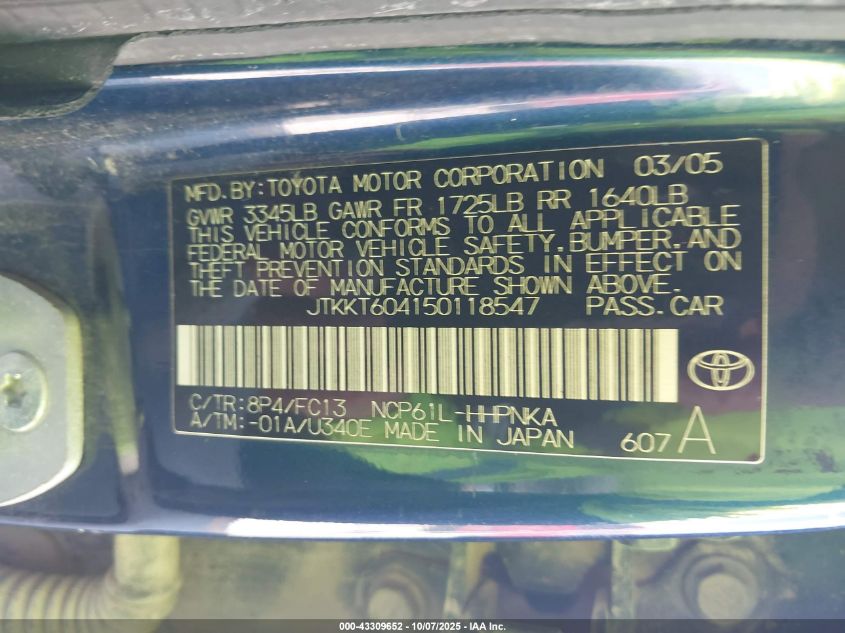 MFD. BY: TOYOTA MOTOR CORPORATION 03/05
GVWR 3345LB GAWR FR 1725LB RR 1640LB
THIS VEHICLE CONFORMS TO ALL APPLICABLE
FEDERAL MOTOR VEHICLE SAFETY, BUMPER, AND
THEFT PREVENTION STANDARDS IN EFFECT ON
THE DATE OF MANUFACTURE SHOWN ABOVE.
JTKKT604150118547 PASS. CAR
C/TR: 8P4/FC13 NCP61L-HHPNKA
A/TM: -01A/U340E MADE IN JAPAN 607 A
000-43309652 - 10/07/2025 - IAA Inc.